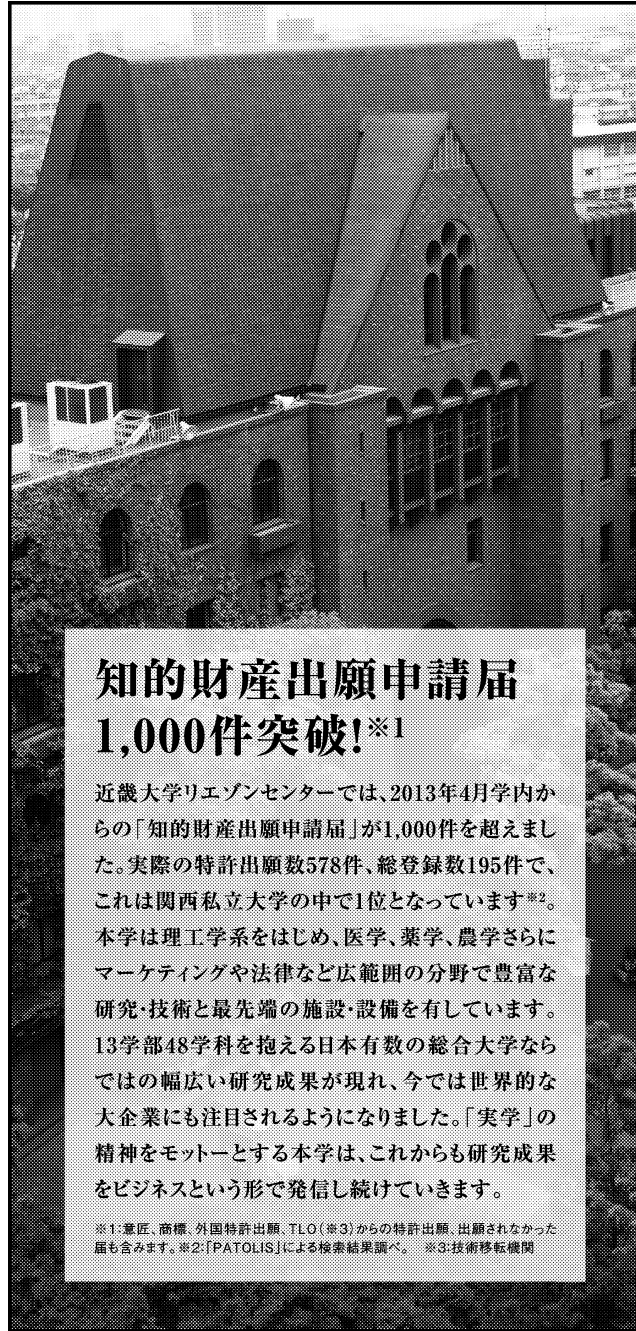 知的財産出願申請届
1,000件突破!※1
近畿大学リエゾンセンターでは、2013年4月学内か
らの「知的財産出願申請届」が1,000件を超えまし
た。実際の特許出願数578件、総登録数195件で、
これは関西私立大学の中で1位となっています※2。
本学は理工学系をはじめ、医学、薬学、農学さらに
マーケティングや法律など広範囲の分野で豊富な
研究・技術と最先端の施設・設備を有しています。
13学部48学科を抱える日本有数の総合大学なら
ではの幅広い研究成果が現れ、今では世界的な
大企業にも注目されるようになりました。「実学」の
精神をモットーとする本学は、これからも研究成果
をビジネスという形で発信し続けていきます。
※1:意匠、商標、外国特許出願、TLO(※3)からの特許出願、出願されなかった
届も含みます。※2:「PATOLIS」による検索結果調べ。　※3:技術移転機関